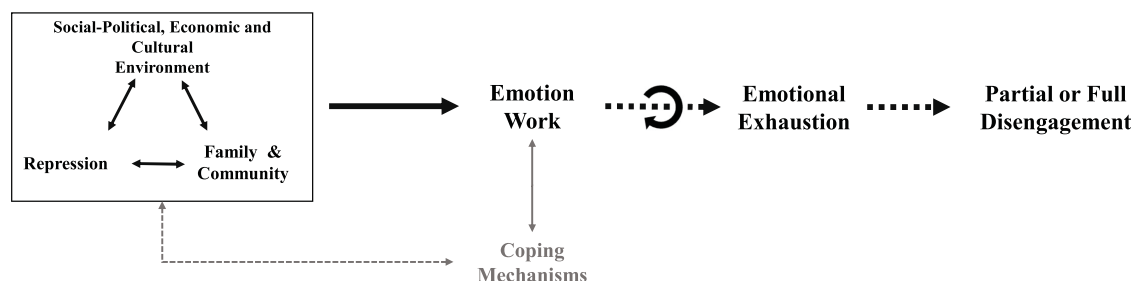 Social-Political, Economic and
Cultural
Environment
Repression
Family &
Community
Emotion
Work
Emotional
Exhaustion
Partial or Full
Disengagement
Coping
Mechanisms